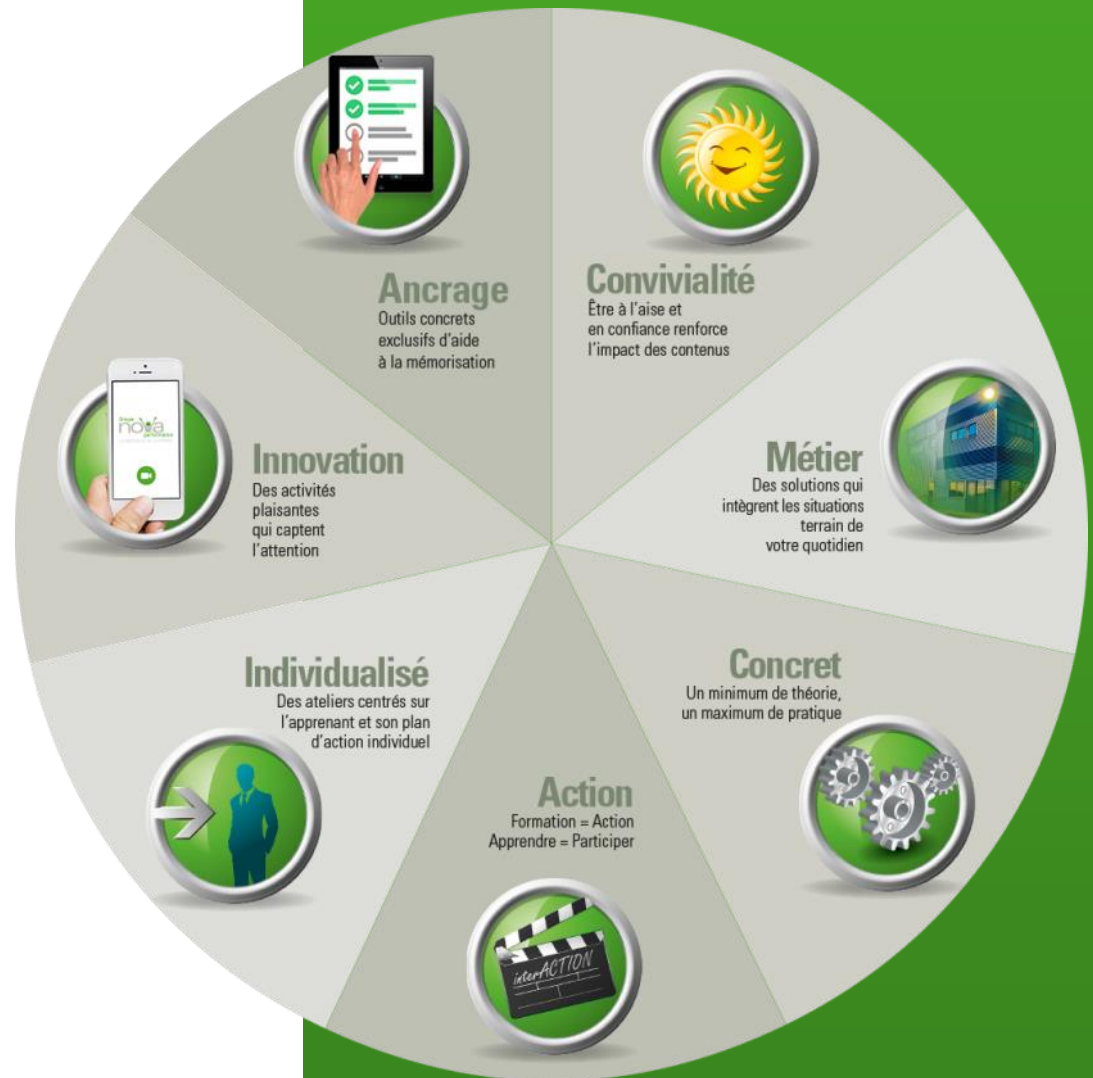 Ancrage
Outils concrets
exclusifs d'aide
à la mémorisation
Convivialité
Être à l'aise et
en confiance renforce
l'impact des contenus
Métier
Des solutions qui
intègrent les situations
terrain de
votre quotidien
Concret
Un minimum de théorie,
un maximum de pratique
Action
Formation = Action
Apprendre = Participer
interACTION
Individualisé
Des ateliers centrés sur
l'apprenant et son plan
d'action individuel
Innovation
Des activités
plaisantes
qui captent
l'attention
nova
performance